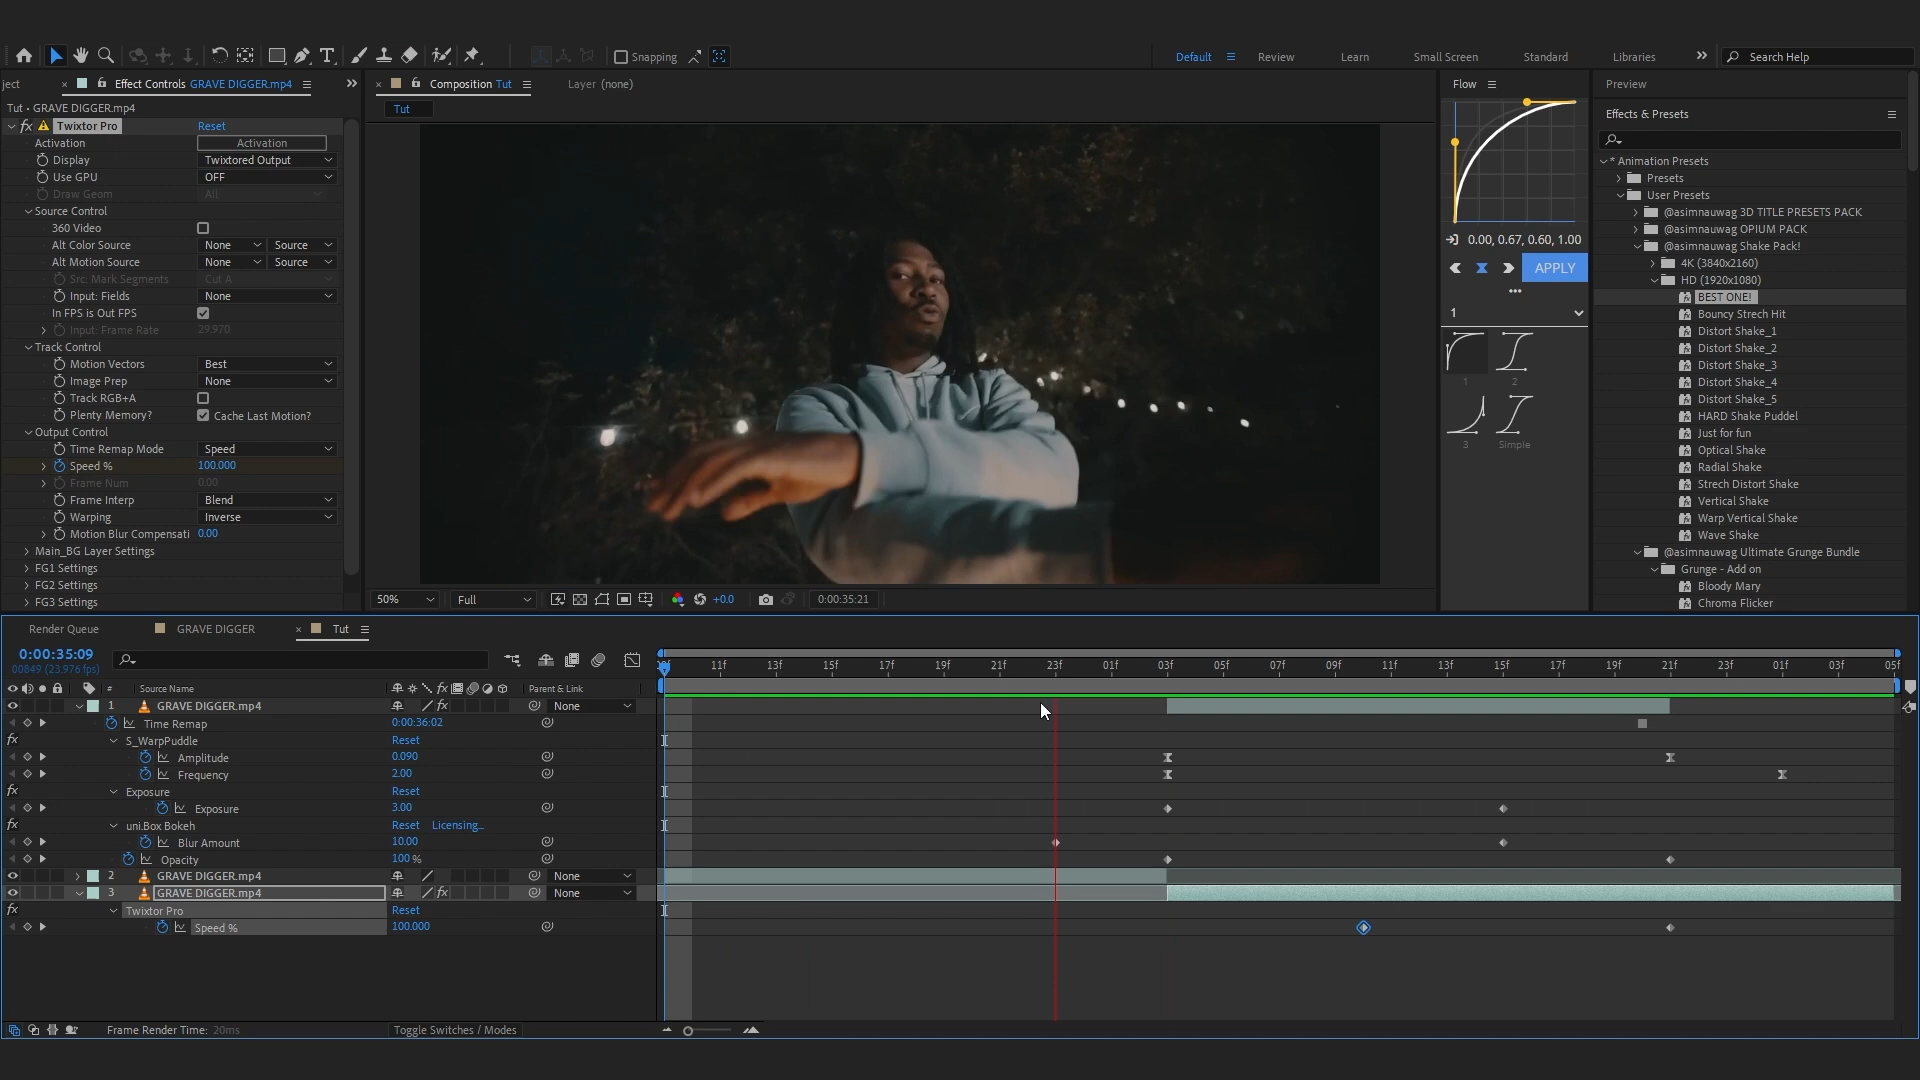 Snapping
Default
Review
Learn
Small Screen
Standard
Libraries
Search Help
ject
Effect Controls GRAVE DIGGER.mp4
Composition Tut
Layer (none)
Flow
Preview
Tut • GRAVE DIGGER.mp4
Tut
Effects & Presets
fx Twixtor Pro Reset
Activation Activation
Display Twixtored Output
Use GPU OFF
Draw Geom All
Source Control
360 Video
Alt Color Source None Source
Alt Motion Source None Source
Src: Mark Segments Cut A
Input: Fields None
In FPS is Out FPS
Input: Frame Rate 29.970
Track Control
Motion Vectors Best
Image Prep None
Track RGB+A
Plenty Memory? Cache Last Motion?
Output Control
Time Remap Mode Speed
Speed % 100.000
Frame Num 0.00
Frame Interp Blend
Warping Inverse
Motion Blur Compensati 0.00
Main_BG Layer Settings
FG1 Settings
FG2 Settings
FG3 Settings
50%
Full
+0.0
0:00:35:21
0.00, 0.67, 0.60, 1.00
APPLY
1
1
2
3
Simple
* Animation Presets
Presets
User Presets
@asimnauwag 3D TITLE PRESETS PACK
@asimnauwag OPIUM PACK
@asimnauwag Shake Pack!
4K (3840x2160)
HD (1920x1080)
BEST ONE!
Bouncy Strech Hit
Distort Shake_1
Distort Shake_2
Distort Shake_3
Distort Shake_4
Distort Shake_5
HARD Shake Puddel
Just for fun
Optical Shake
Radial Shake
Strech Distort Shake
Vertical Shake
Warp Vertical Shake
Wave Shake
@asimnauwag Ultimate Grunge Bundle
Grunge - Add on
Bloody Mary
Chroma Flicker
Render Queue
GRAVE DIGGER
Tut
0:00:35:09
00849 (23.976 fps)
11f 13f 15f 17f 19f 21f 23f 01f 03f 05f 07f 09f 11f 13f 15f 17f 19f 21f 23f 01f 03f 05f
# Source Name fx Parent & Link
1 GRAVE DIGGER.mp4 fx None
Time Remap 0:00:36:02
fx S_WarpPuddle Reset
Amplitude 0.090
Frequency 2.00
fx Exposure Reset
Exposure 3.00
fx uni.Box Bokeh Reset Licensing...
Blur Amount 10.00
Opacity 100 %
2 GRAVE DIGGER.mp4 None
3 GRAVE DIGGER.mp4 fx None
fx Twixtor Pro Reset
Speed % 100.000
Frame Render Time: 20ms
Toggle Switches / Modes